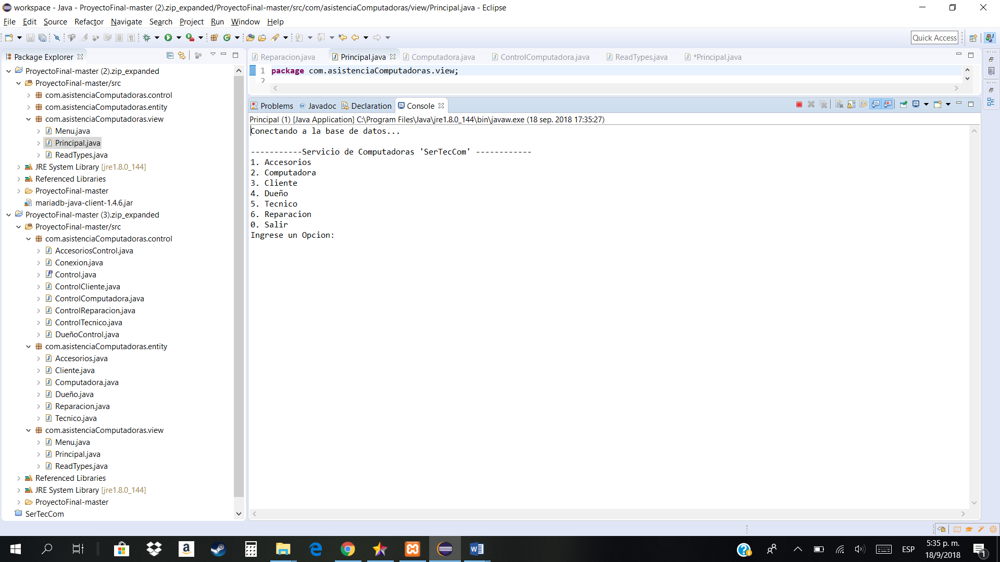 workspace - Java - ProyectoFinal-master (2).zip_expanded/ProyectoFinal-master/src/com/asistenciaComputadoras/view/Principal.java - Eclipse
File Edit Source Refactor Navigate Search Project Run Window Help
Quick Access
Package Explorer
ProyectoFinal-master (2).zip_expanded
ProyectoFinal-master/src
com.asistenciaComputadoras.control
com.asistenciaComputadoras.entity
com.asistenciaComputadoras.view
Menu.java
Principal.java
ReadTypes.java
JRE System Library [jre1.8.0_144]
Referenced Libraries
ProyectoFinal-master
mariadb-java-client-1.4.6.jar
ProyectoFinal-master (3).zip_expanded
ProyectoFinal-master/src
com.asistenciaComputadoras.control
AccesoriosControl.java
Conexion.java
Control.java
ControlCliente.java
ControlComputadora.java
ControlReparacion.java
ControlTecnico.java
DueñoControl.java
com.asistenciaComputadoras.entity
Accesorios.java
Cliente.java
Computadora.java
Dueño.java
Reparacion.java
Tecnico.java
com.asistenciaComputadoras.view
Menu.java
Principal.java
ReadTypes.java
Referenced Libraries
JRE System Library [jre1.8.0_144]
ProyectoFinal-master
SerTecCom
Reparacion.java Principal.java Computadora.java ControlComputadora.java ReadTypes.java *Principal.java
1 package com.asistenciaComputadoras.view;
2
Problems @ Javadoc Declaration Console
Principal (1) [Java Application] C:\Program Files\Java\jre1.8.0_144\bin\javaw.exe (18 sep. 2018 17:35:27)
Conectando a la base de datos...
-----------Servicio de Computadoras 'SerTecCom' ------------
1. Accesorios
2. Computadora
3. Cliente
4. Dueño
5. Tecnico
6. Reparacion
0. Salir
Ingrese un Opcion:
ESP
5:35 p. m.
18/9/2018
1